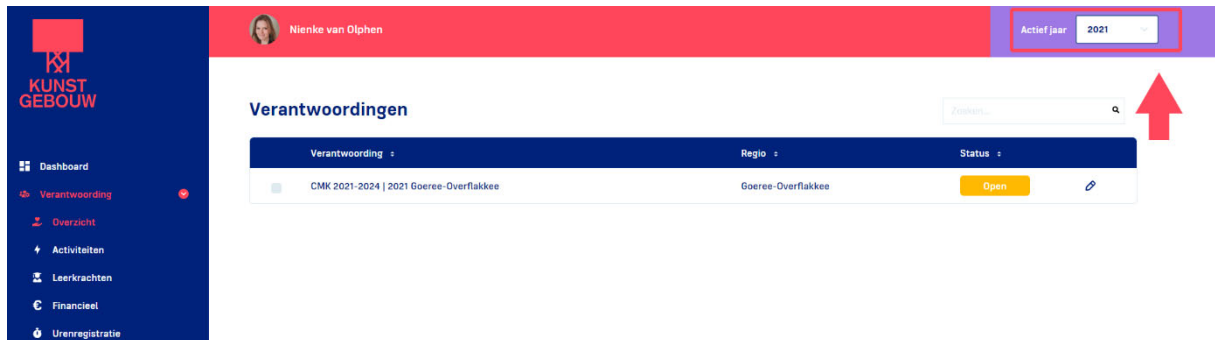 KUNST
GEBOUW
Nienke van Olphen
Actief jaar 2021
Verantwoordingen
Zoeken...
Verantwoording Regio Status
CMK 2021-2024 | 2021 Goeree-Overflakkee Goeree-Overflakkee Open
Dashboard
Verantwoording
Overzicht
Activiteiten
Leerkrachten
Financieel
Urenregistratie